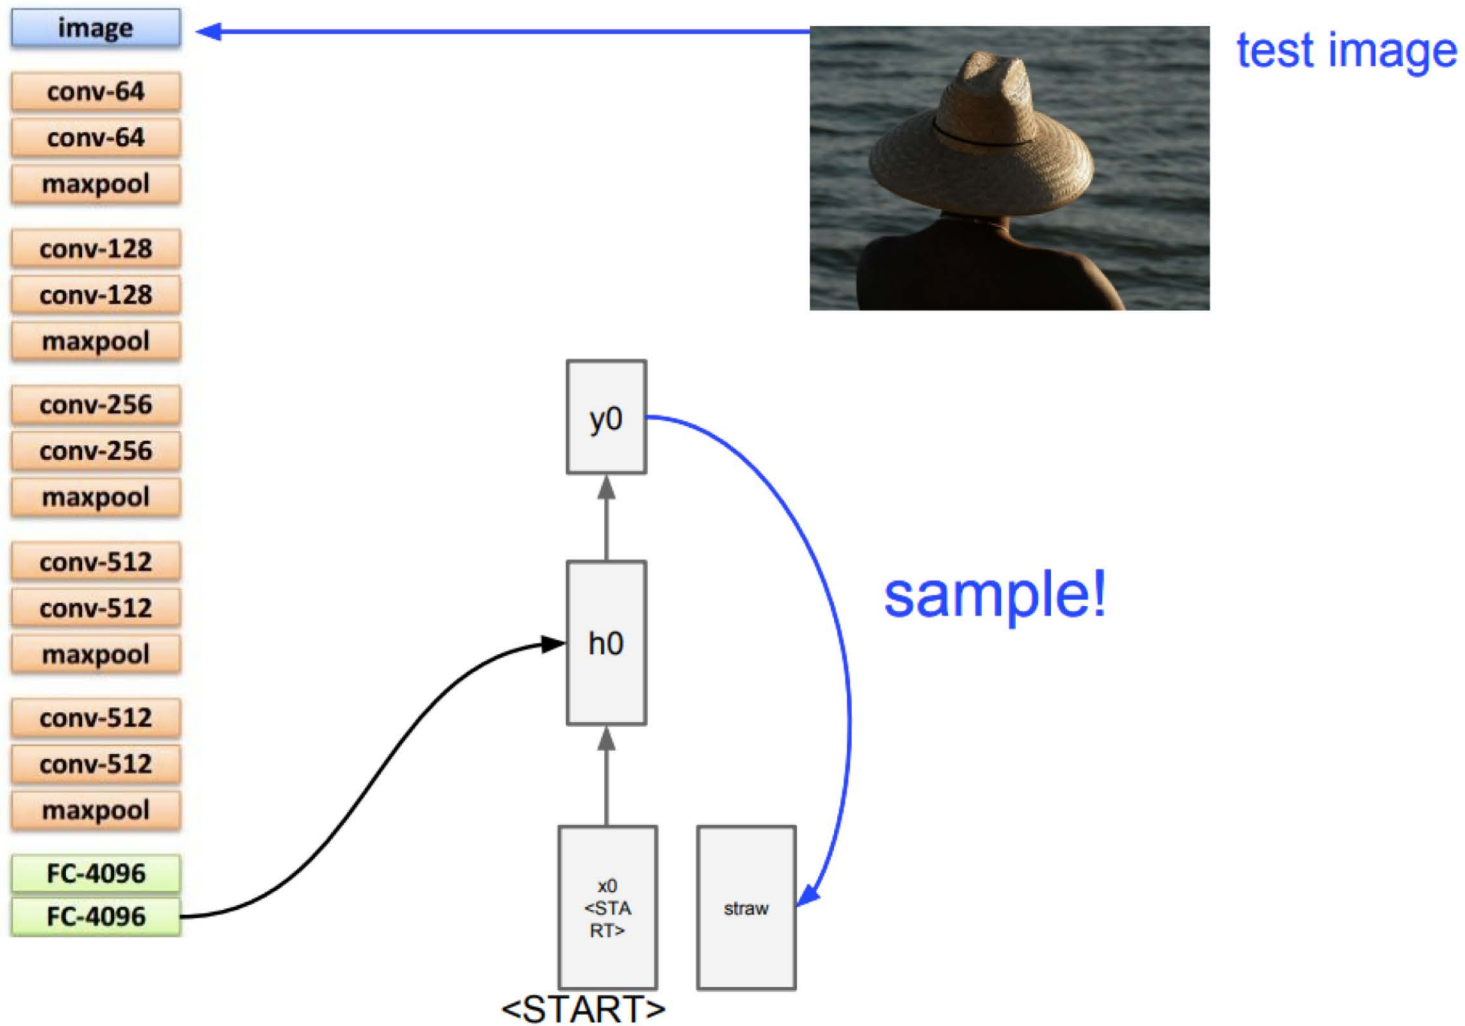 image
test image
conv-64
conv-64
maxpool
conv-128
conv-128
maxpool
conv-256
conv-256
maxpool
conv-512
conv-512
maxpool
conv-512
conv-512
maxpool
FC-4096
FC-4096
y0
h0
sample!
x0
<STA
RT>
straw
<START>